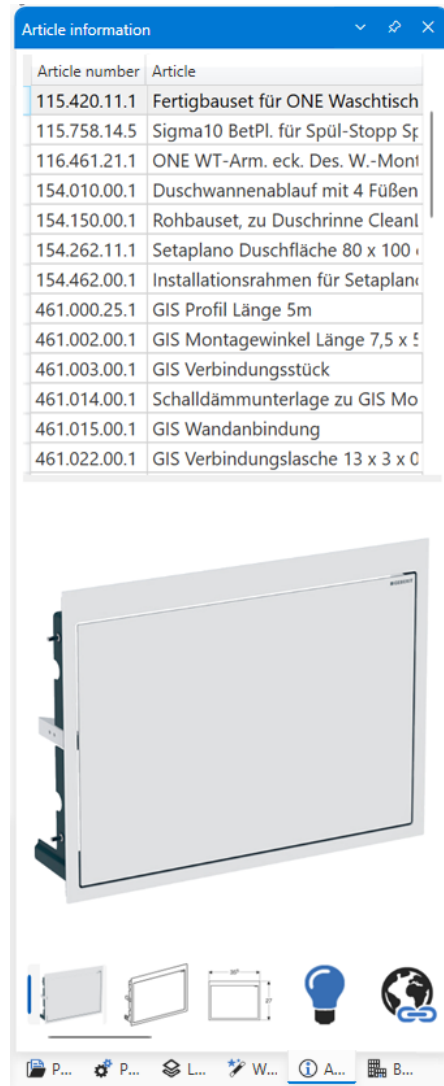 Article information
Article number Article
115.420.11.1 Fertigbauset für ONE Waschtisch
115.758.14.5 Sigma10 BetPl. für Spül-Stopp Sp
116.461.21.1 ONE WT-Arm. eck. Des. W.-Mont
154.010.00.1 Duschwannenablauf mit 4 Füßen
154.150.00.1 Rohbauset, zu Duschrinne CleanL
154.262.11.1 Setaplano Duschfläche 80 x 100
154.462.00.1 Installationsrahmen für Setaplano
461.000.25.1 GIS Profil Länge 5m
461.002.00.1 GIS Montagewinkel Länge 7,5 x 5
461.003.00.1 GIS Verbindungsstück
461.014.00.1 Schalldämmunterlage zu GIS Mo
461.015.00.1 GIS Wandanbindung
461.022.00.1 GIS Verbindungslasche 13 x 3 x 0
GEBERIT
P... P... L... W... A... B...